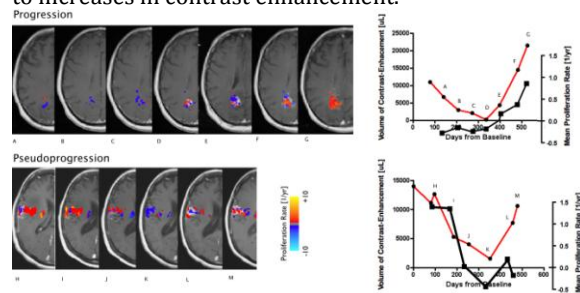 to increases in contrast enhancement.
Progression
A B C D E F G
25000
20000
15000
10000
5000
0
Volume of Contrast-Enhacement [uL]
A B C D E F G
0 100 200 300 400 500 600
Days from Baseline
1.5
1.0
0.5
0.0
-0.5
Mean Proliferation Rate [1/yr]
Pseudoprogression
H I J K L M
Proliferation Rate [1/yr]
+10
-10
15000
10000
5000
0
Volume of Contrast-Enhacement [uL]
H I J K L M
0 100 200 300 400 500 600
Days from Baseline
1.5
1.0
0.5
0.0
-0.5
Mean Proliferation Rate [1/yr]